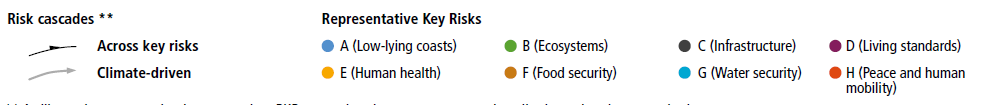 Risk cascades **
Across key risks
Climate-driven
Representative Key Risks
A (Low-lying coasts)
B (Ecosystems)
C (Infrastructure)
D (Living standards)
E (Human health)
F (Food security)
G (Water security)
H (Peace and human
mobility)